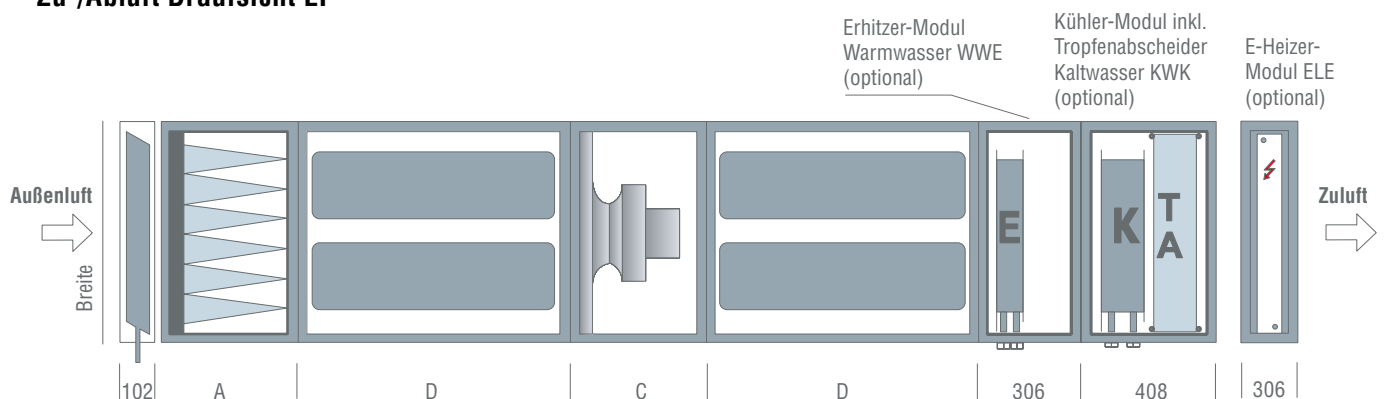 Zu-/Abluft Draufsicht EP
Erhitzer-Modul
Warmwasser WWE
(optional)
Kühler-Modul inkl.
Tropfenabscheider
Kaltwasser KWK
(optional)
E-Heizer-
Modul ELE
(optional)
Außenluft
Zuluft
Breite
E
K
T
A
102
A
D
C
D
306
408
306